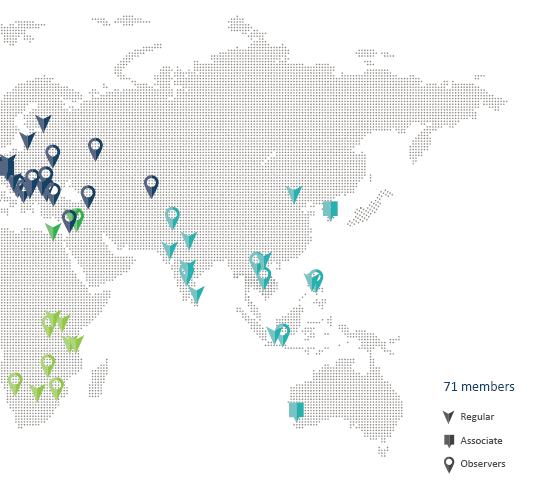 71 members
Regular
Associate
Observers